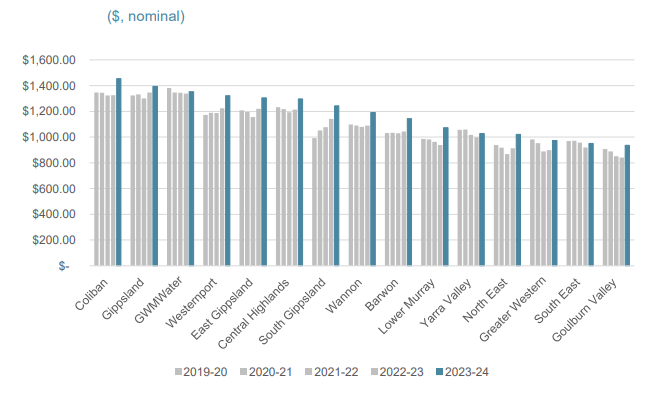 ($, nominal)
$1,600.00
$1,400.00
$1,200.00
$1,000.00
$800.00
$600.00
$400.00
$200.00
$-
Coliban
Gippsland
GWMWater
Westernport
East Gippsland
Central Highlands
South Gippsland
Wannon
Barwon
Lower Murray
Yarra Valley
North East
Greater Western
South East
Goulburn Valley
2019-20 2020-21 2021-22 2022-23 2023-24